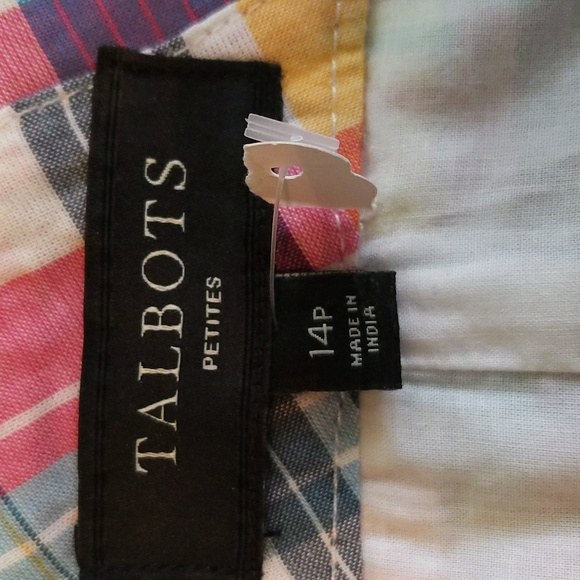 TALBOTS
PETITES
14P
MADE IN
INDIA